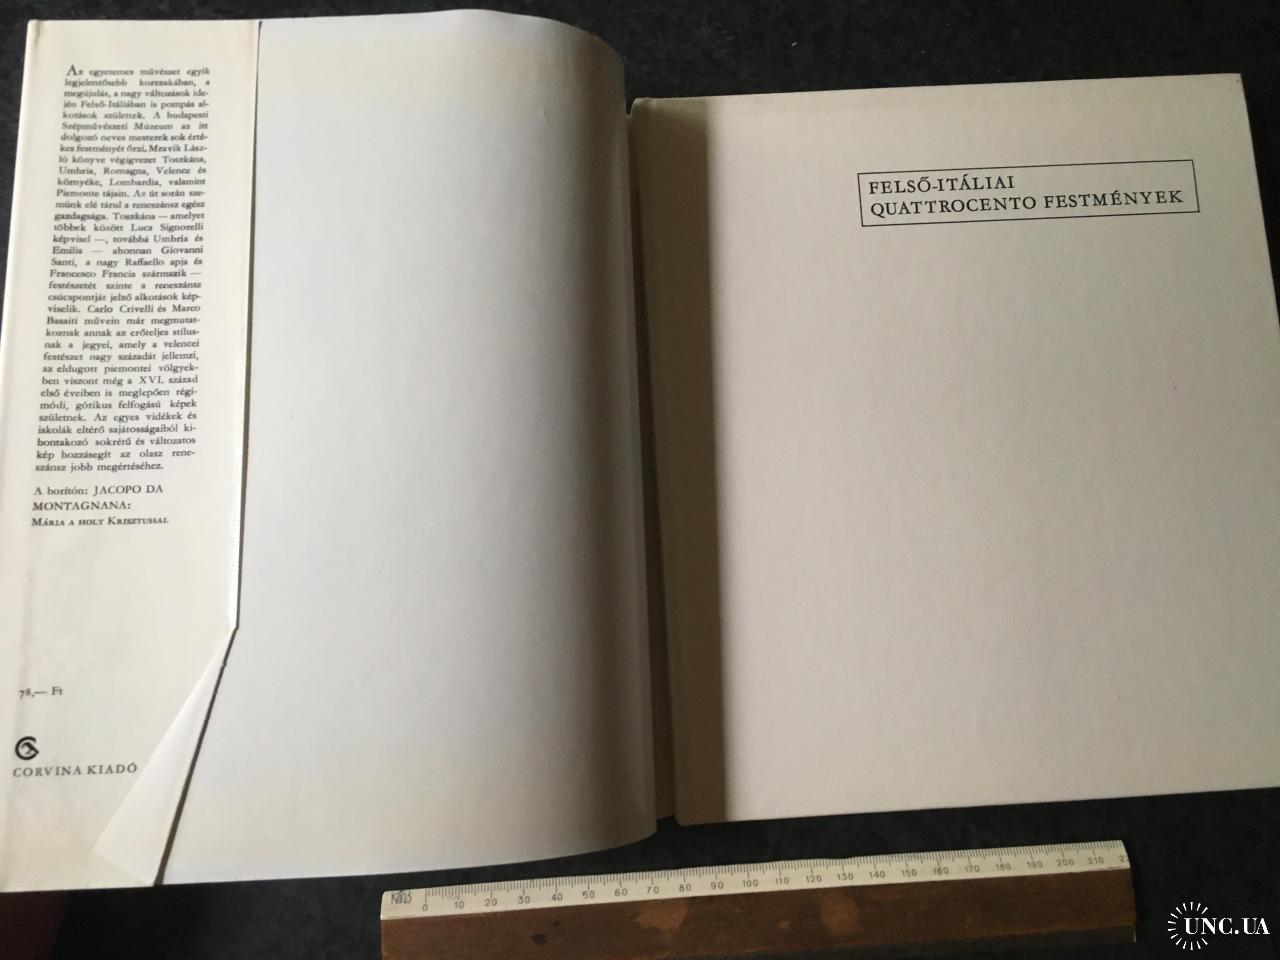 Az egyetemes művészet egyik
legjelentősebb korszakában, a
megújulás, a nagy változások ide-
jén Felső-Itáliában is pompás al-
kotások születtek. A budapesti
Szépművészeti Múzeum az itt
dolgozó neves mesterek sok érté-
kes festményét őrzi. Mravik Lász-
ló könyve végigvezet Toszkána,
Umbria, Romagna, Velence és
környéke, Lombardia, valamint
Piemonte tájain. Az út során sze-
münk elé tárul a reneszánsz egész
gazdagsága. Toszkána — amelyet
többek között Luca Signorelli
képvisel —, továbbá Umbria és
Emilia — ahonnan Giovanni
Santi, a nagy Raffaello apja és
Francesco Francia származik —
festészetét szinte a reneszánsz
csúcspontját jelző alkotások kép-
viselik. Carlo Crivelli és Marco
Basaiti művein már megmutat-
koznak annak az erőteljes stílus-
nak a jegyei, amely a velencei
festészet nagy századát jellemzi,
az eldugott piemontei völgyek-
ben viszont még a XVI. század
első éveiben is meglepően régi-
módi, gótikus felfogású képek
születnek. Az egyes vidékek és
iskolák eltérő sajátosságaiból ki-
bontakozó sokrétű és változatos
kép hozzásegít az olasz rene-
szánsz jobb megértéséhez.
A borítón: JACOPO DA
MONTAGNANA:
MÁRIA A HOLT KRISZTUSSAL
78,— Ft
CORVINA KIADÓ
FELSŐ-ITÁLIAI
QUATTROCENTO FESTMÉNYEK
0 10 20 30 40 50 60 70 80 90 100 110 120 130 140 150 160 170 180 190 200 210
UNC.UA